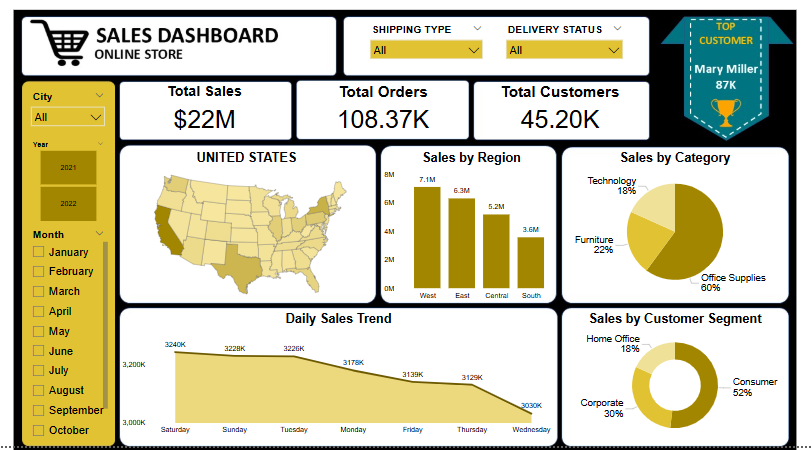 SALES DASHBOARD
ONLINE STORE
SHIPPING TYPE
All
DELIVERY STATUS
All
TOP
CUSTOMER
Mary Miller
87K
City
All
Year
2021
2022
Month
January
February
March
April
May
June
July
August
September
October
Total Sales
$22M
Total Orders
108.37K
Total Customers
45.20K
UNITED STATES
Sales by Region
8M
6M
4M
2M
0M
7.1M
6.3M
5.2M
3.6M
West
East
Central
South
Sales by Category
Technology
18%
Furniture
22%
Office Supplies
60%
Daily Sales Trend
3,200K
3,000K
3240K
3228K
3226K
3178K
3139K
3129K
3030K
Saturday
Sunday
Tuesday
Monday
Friday
Thursday
Wednesday
Sales by Customer Segment
Home Office
18%
Consumer
52%
Corporate
30%